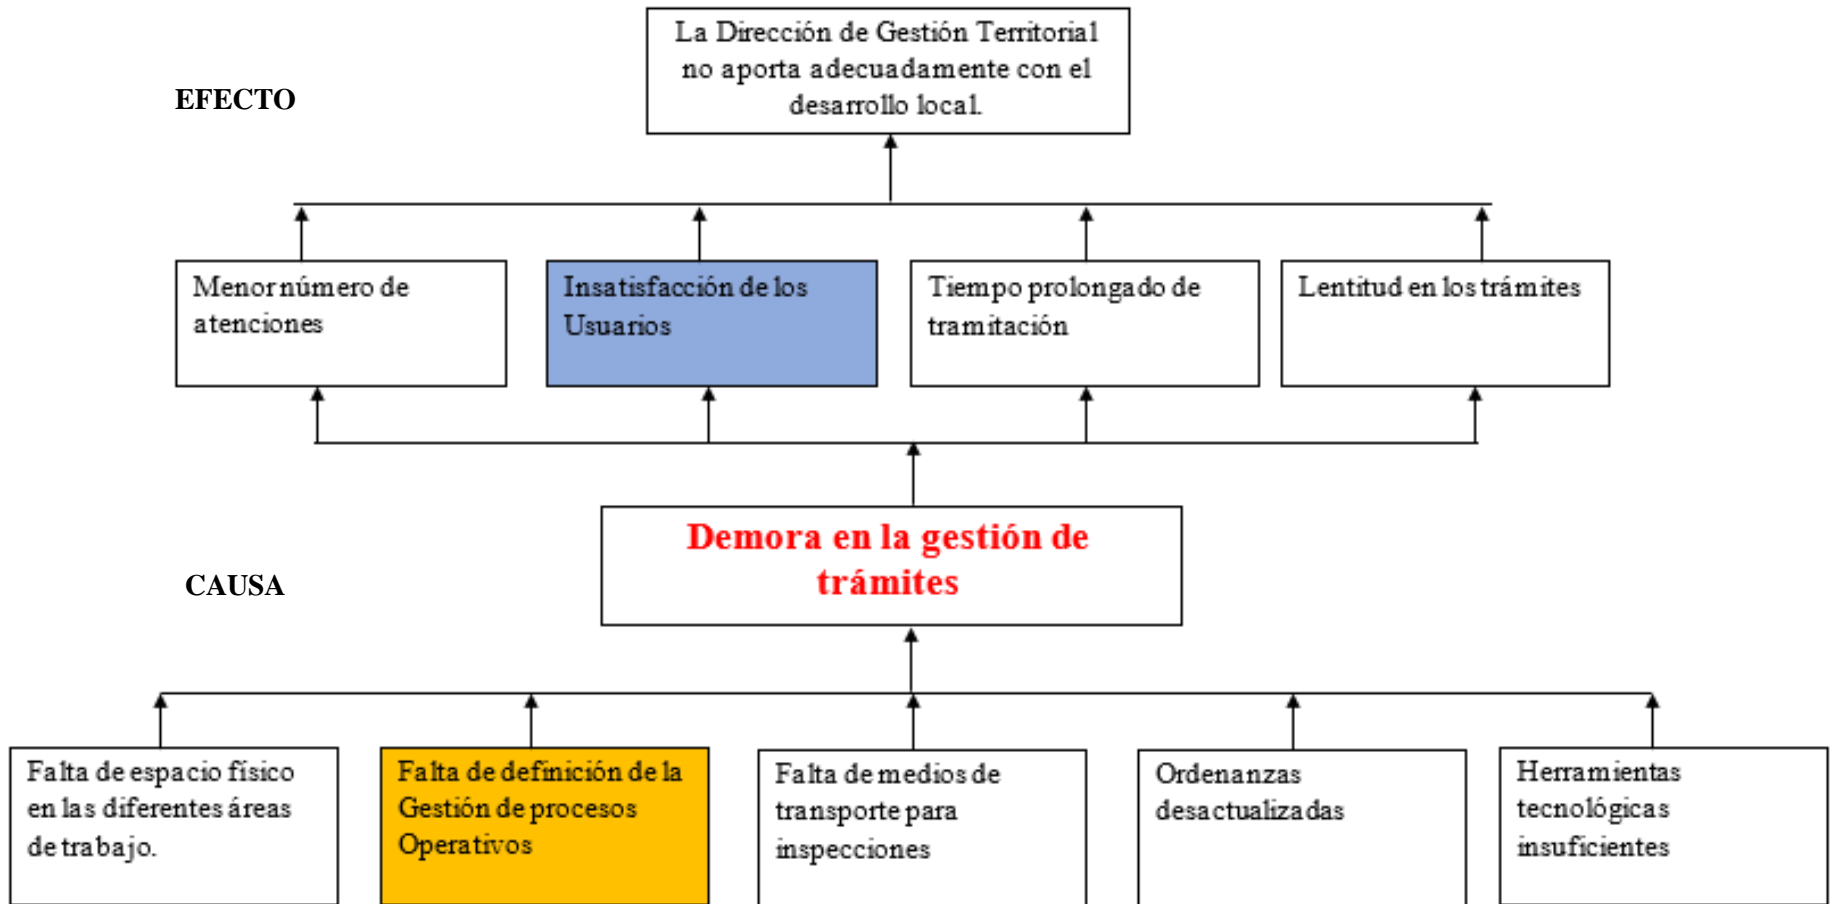 La Dirección de Gestión Territorial
no aporta adecuadamente con el
desarrollo local.
EFECTO
Menor número de
atenciones
Insatisfacción de los
Usuarios
Tiempo prolongado de
tramitación
Lentitud en los trámites
Demora en la gestión de
trámites
CAUSA
Falta de espacio físico
en las diferentes áreas
de trabajo.
Falta de definición de la
Gestión de procesos
Operativos
Falta de medios de
transporte para
inspecciones
Ordenanzas
desactualizadas
Herramientas
tecnológicas
insuficientes